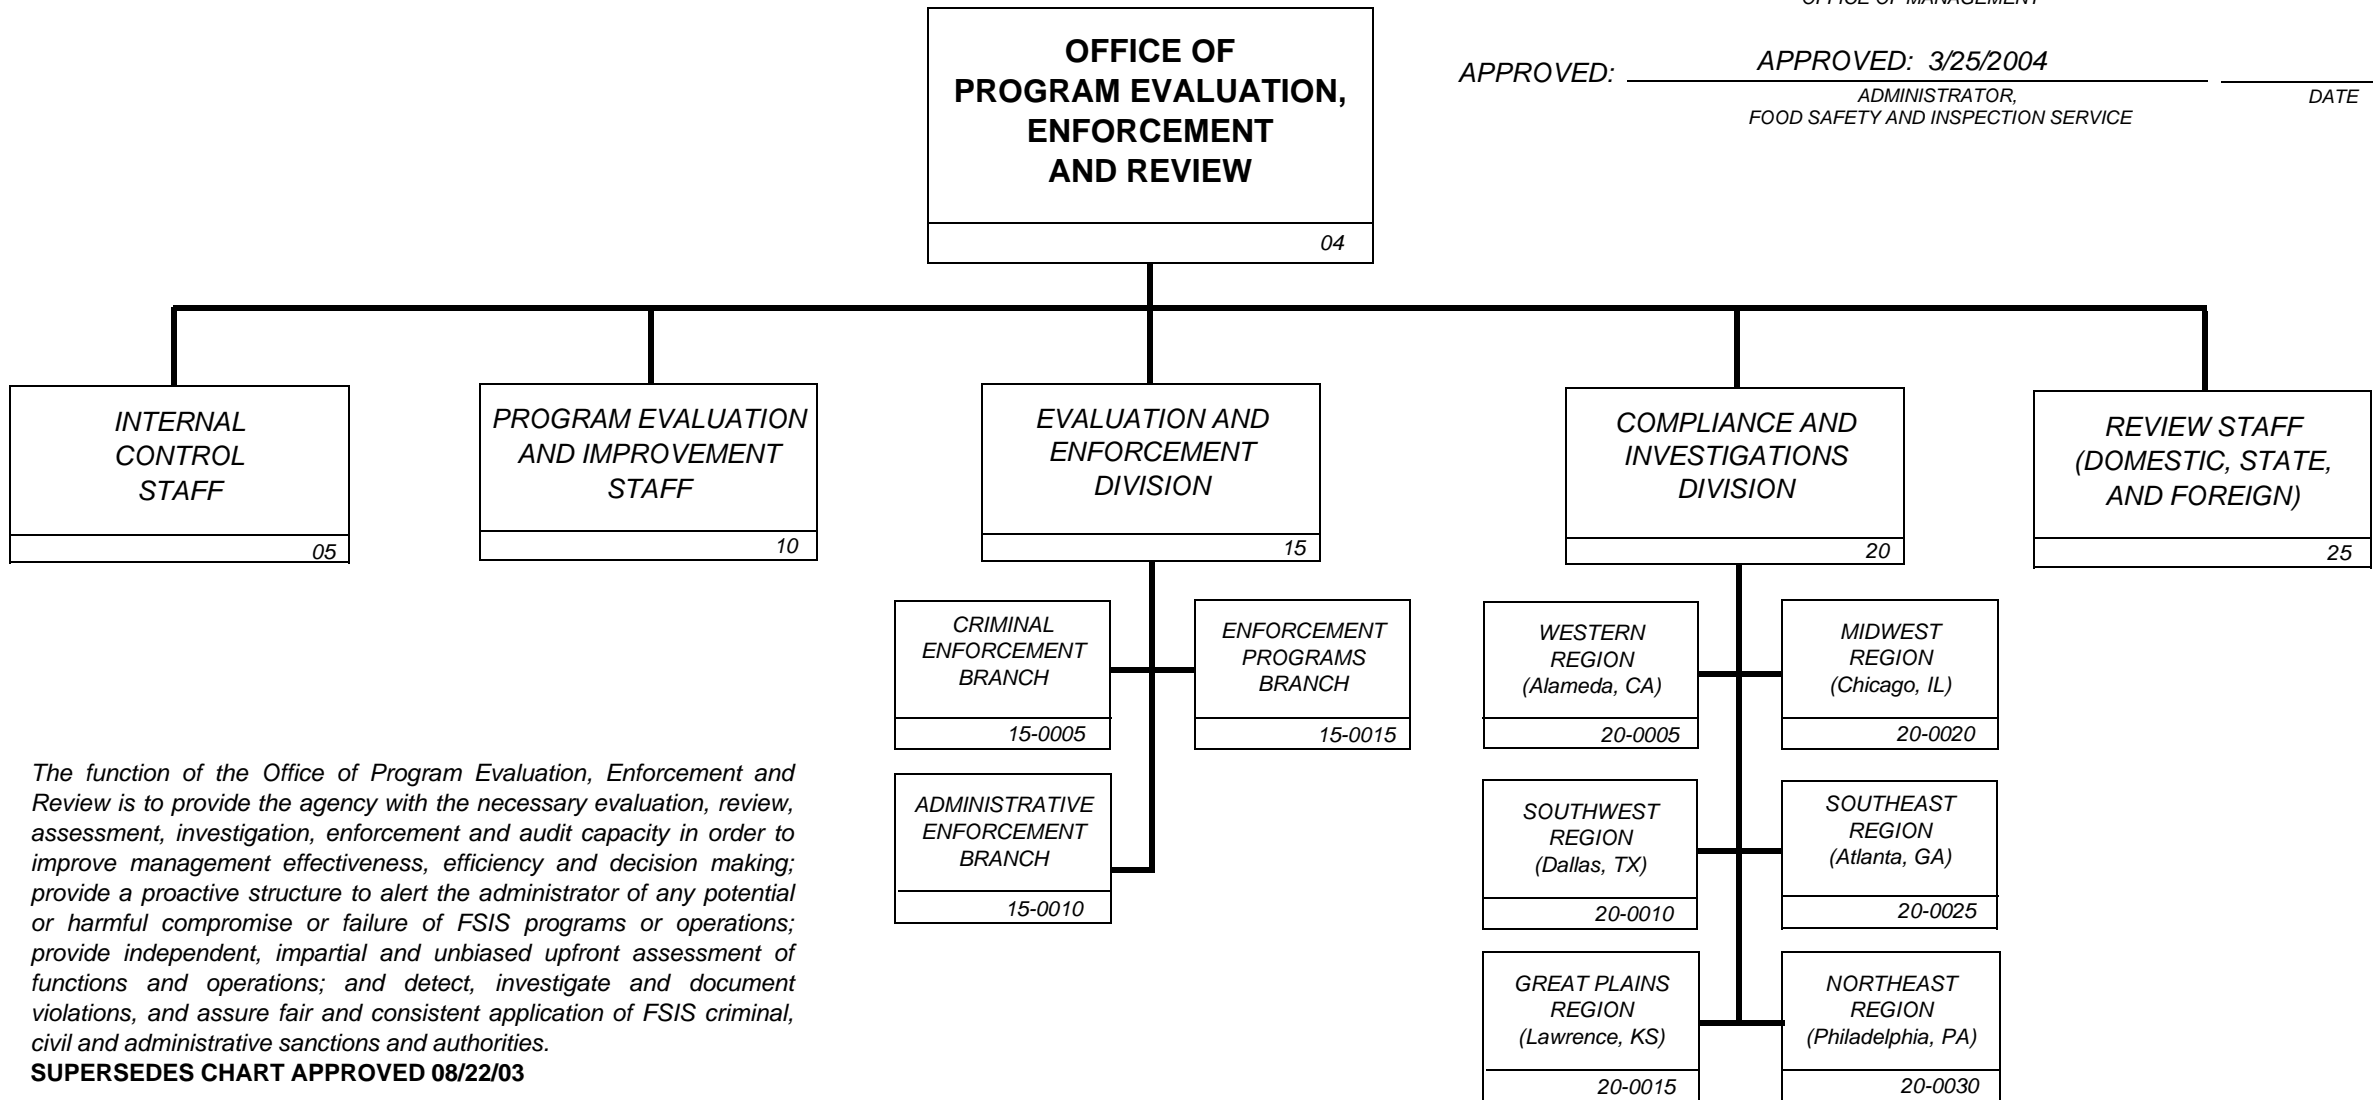 OFFICE OF MANAGEMENT
OFFICE OF
PROGRAM EVALUATION,
ENFORCEMENT
AND REVIEW
04
APPROVED: APPROVED: 3/25/2004
ADMINISTRATOR,
FOOD SAFETY AND INSPECTION SERVICE
DATE
INTERNAL
CONTROL
STAFF
05
PROGRAM EVALUATION
AND IMPROVEMENT
STAFF
10
EVALUATION AND
ENFORCEMENT
DIVISION
15
COMPLIANCE AND
INVESTIGATIONS
DIVISION
20
REVIEW STAFF
(DOMESTIC, STATE,
AND FOREIGN)
25
CRIMINAL
ENFORCEMENT
BRANCH
15-0005
ENFORCEMENT
PROGRAMS
BRANCH
15-0015
ADMINISTRATIVE
ENFORCEMENT
BRANCH
15-0010
WESTERN
REGION
(Alameda, CA)
20-0005
MIDWEST
REGION
(Chicago, IL)
20-0020
SOUTHWEST
REGION
(Dallas, TX)
20-0010
SOUTHEAST
REGION
(Atlanta, GA)
20-0025
GREAT PLAINS
REGION
(Lawrence, KS)
20-0015
NORTHEAST
REGION
(Philadelphia, PA)
20-0030
The function of the Office of Program Evaluation, Enforcement and
Review is to provide the agency with the necessary evaluation, review,
assessment, investigation, enforcement and audit capacity in order to
improve management effectiveness, efficiency and decision making;
provide a proactive structure to alert the administrator of any potential
or harmful compromise or failure of FSIS programs or operations;
provide independent, impartial and unbiased upfront assessment of
functions and operations; and detect, investigate and document
violations, and assure fair and consistent application of FSIS criminal,
civil and administrative sanctions and authorities.
SUPERSEDES CHART APPROVED 08/22/03